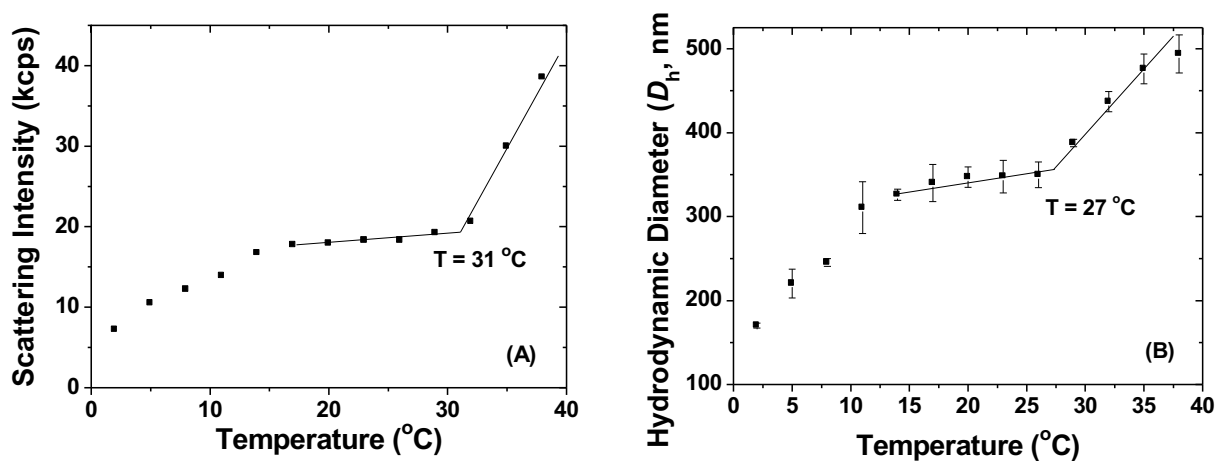 Scattering Intensity (kcps)
40
30
20
10
0
T = 31 °C
(A)
0 10 20 30 40
Temperature (°C)
Hydrodynamic Diameter (Dh, nm
500
400
300
200
100
T = 27 °C
(B)
0 5 10 15 20 25 30 35 40
Temperature (°C)